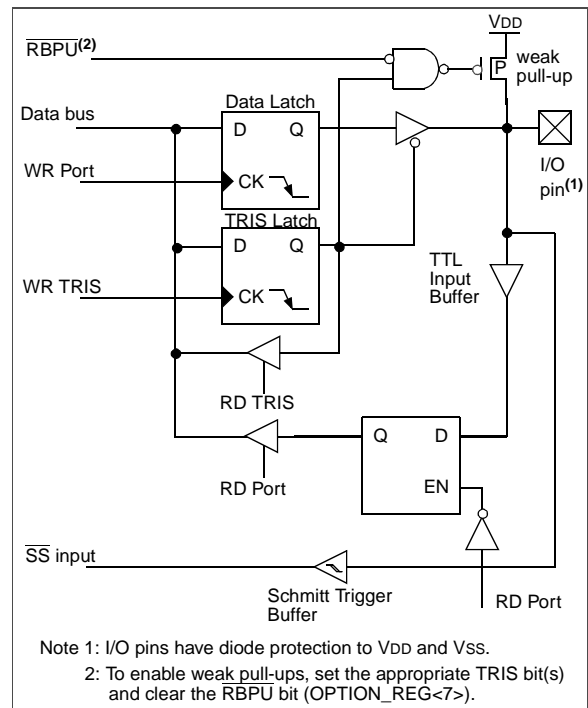 VDD
RBPU(2)
P
weak
pull-up
Data Latch
Data bus
D Q
I/O
pin(1)
WR Port
CK
TRIS Latch
D Q
TTL
Input
Buffer
WR TRIS
CK
RD TRIS
Q D
RD Port
EN
SS input
Schmitt Trigger
Buffer
RD Port
Note 1: I/O pins have diode protection to VDD and VSS.
2: To enable weak pull-ups, set the appropriate TRIS bit(s)
and clear the RBPU bit (OPTION_REG<7>).